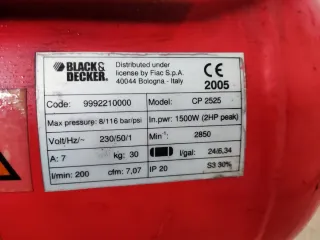 BLACK& DECKER®
Distributed under
license by Fiac S.p.A.
40044 Bologna - Italy
CE
2005
Code: 9992210000 Model: CP 2525
Max pressure: 8/116 bar/psi In.pwr: 1500W (2HP peak)
Volt/Hz/~ 230/50/1 Min⁻¹ 2850
A: 7 kg: 30 l/gal: 24/6.34
l/min: 200 cfm: 7,07 IP 20 S3 30%